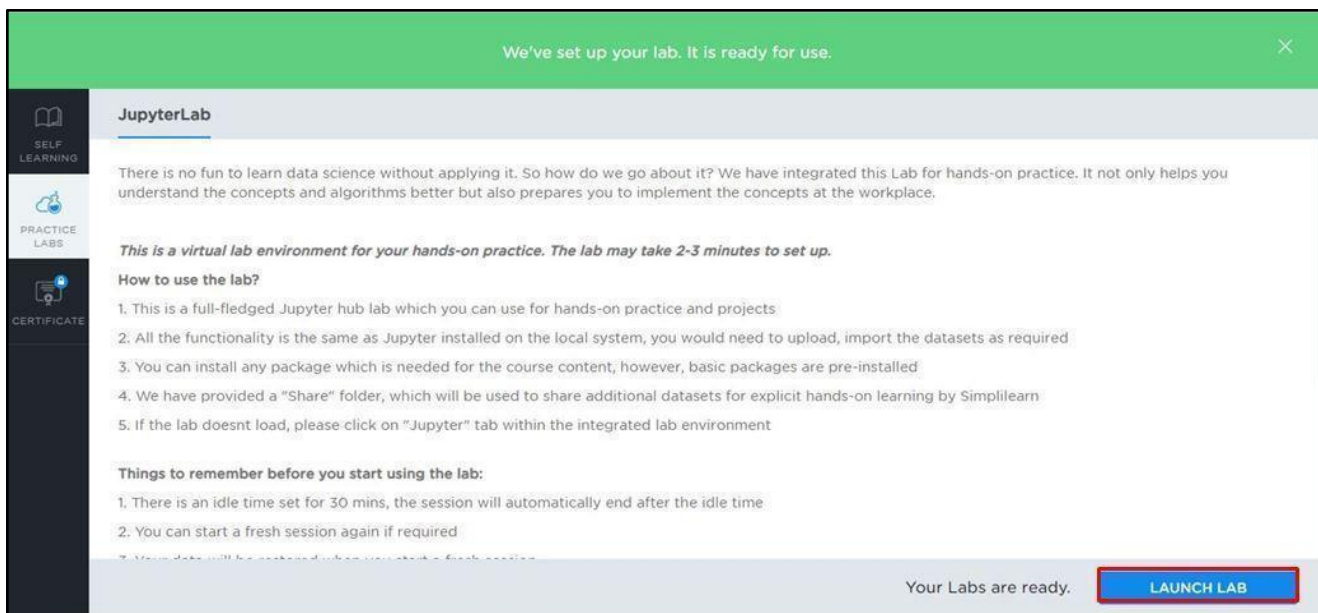 We've set up your lab. It is ready for use.
SELF
LEARNING
PRACTICE
LABS
CERTIFICATE
JupyterLab
There is no fun to learn data science without applying it. So how do we go about it? We have integrated this Lab for hands-on practice. It not only helps you
understand the concepts and algorithms better but also prepares you to implement the concepts at the workplace.
This is a virtual lab environment for your hands-on practice. The lab may take 2-3 minutes to set up.
How to use the lab?
1. This is a full-fledged Jupyter hub lab which you can use for hands-on practice and projects
2. All the functionality is the same as Jupyter installed on the local system, you would need to upload, import the datasets as required
3. You can install any package which is needed for the course content, however, basic packages are pre-installed
4. We have provided a "Share" folder, which will be used to share additional datasets for explicit hands-on learning by Simplilearn
5. If the lab doesnt load, please click on "Jupyter" tab within the integrated lab environment
Things to remember before you start using the lab:
1. There is an idle time set for 30 mins, the session will automatically end after the idle time
2. You can start a fresh session again if required
3. Your data will be restored when you start a fresh session
Your Labs are ready.
LAUNCH LAB